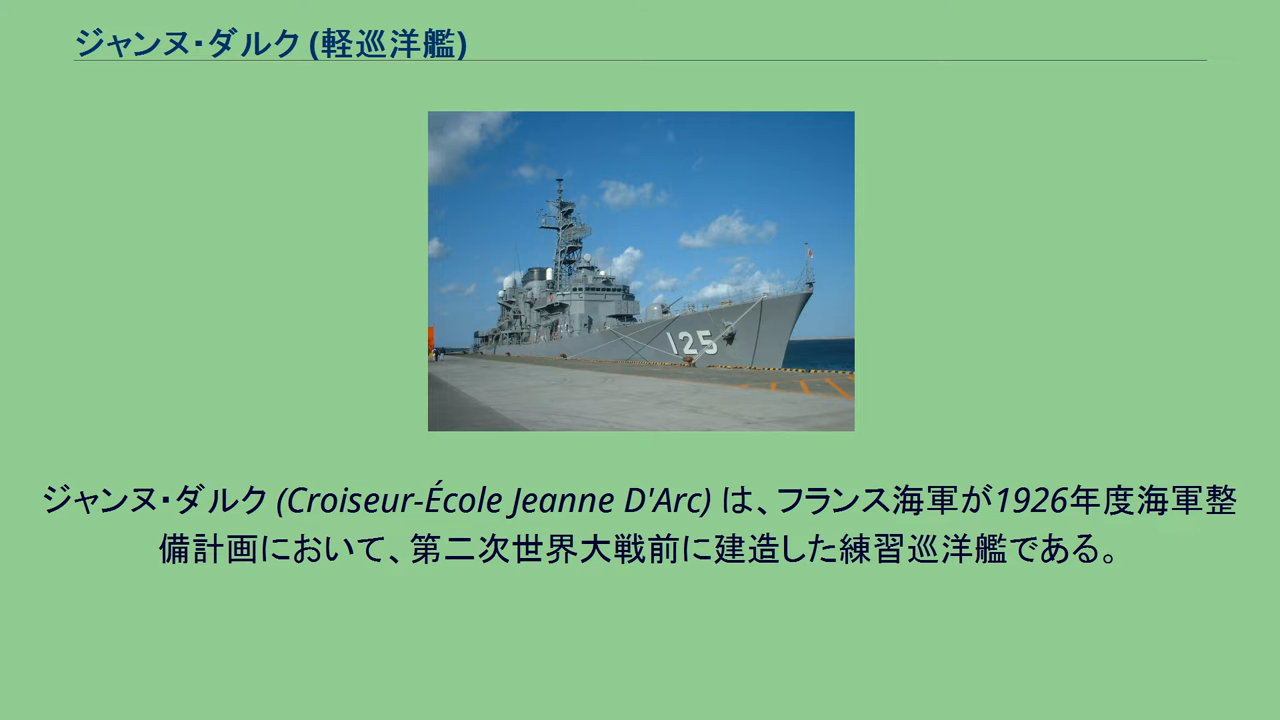 ジャンヌ・ダルク (軽巡洋艦)
125
ジャンヌ・ダルク (Croiseur-École Jeanne D'Arc) は、フランス海軍が1926年度海軍整
備計画において、第二次世界大戦前に建造した練習巡洋艦である。